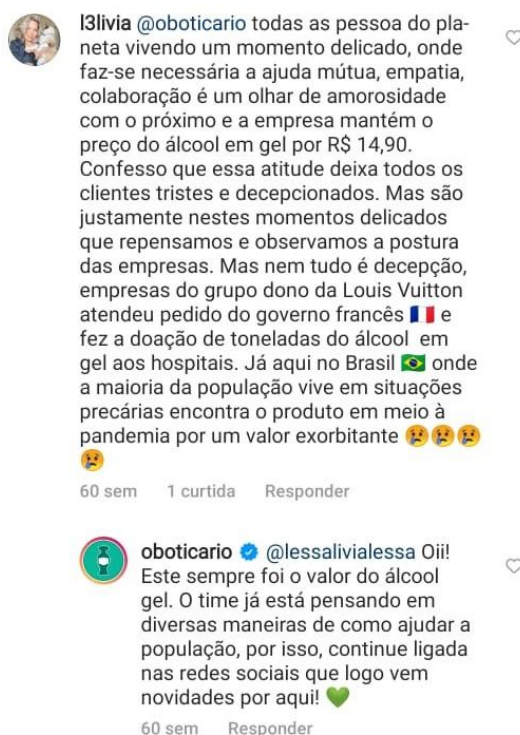 l3livia @oboticario todas as pessoa do pla-
neta vivendo um momento delicado, onde
faz-se necessária a ajuda mútua, empatia,
colaboração é um olhar de amorosidade
com o próximo e a empresa mantém o
preço do álcool em gel por R$ 14,90.
Confesso que essa atitude deixa todos os
clientes tristes e decepcionados. Mas são
justamente nestes momentos delicados
que repensamos e observamos a postura
das empresas. Mas nem tudo é decepção,
empresas do grupo dono da Louis Vuitton
atendeu pedido do governo francês 🇫🇷 e
fez a doação de toneladas do álcool em
gel aos hospitais. Já aqui no Brasil 🇧🇷 onde
a maioria da população vive em situações
precárias encontra o produto em meio à
pandemia por um valor exorbitante 😢😢😢
😢
60 sem 1 curtida Responder
oboticario @lessalivialessa Oii!
Este sempre foi o valor do álcool
gel. O time já está pensando em
diversas maneiras de como ajudar a
população, por isso, continue ligada
nas redes sociais que logo vem
novidades por aqui! 💚
60 sem Responder